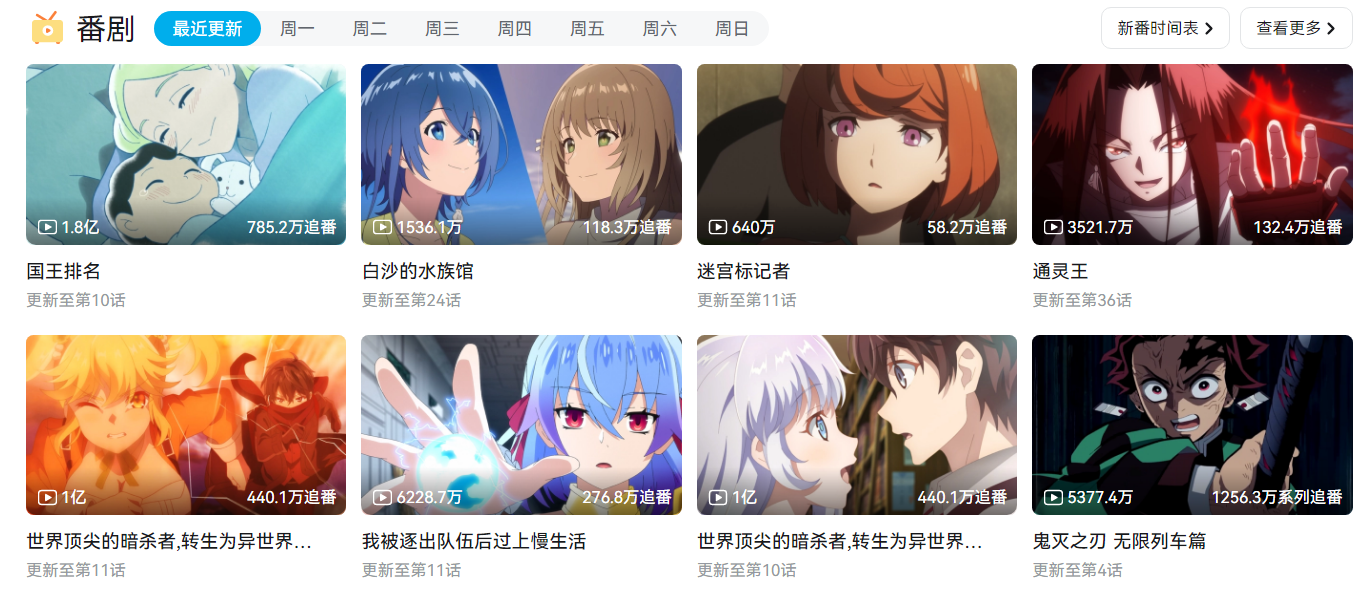 番剧 最近更新 周一 周二 周三 周四 周五 周六 周日 新番时间表 查看更多
1.8亿 785.2万追番 1536.1万 118.3万追番 640万 58.2万追番 3521.7万 132.4万追番
国王排名 白沙的水族馆 迷宫标记者 通灵王
更新至第10话 更新至第24话 更新至第11话 更新至第36话
1亿 440.1万追番 6228.7万 276.8万追番 1亿 440.1万追番 5377.4万 1256.3万系列追番
世界顶尖的暗杀者,转生为异世界... 我被逐出队伍后过上慢生活 世界顶尖的暗杀者,转生为异世界... 鬼灭之刃 无限列车篇
更新至第11话 更新至第11话 更新至第10话 更新至第4话